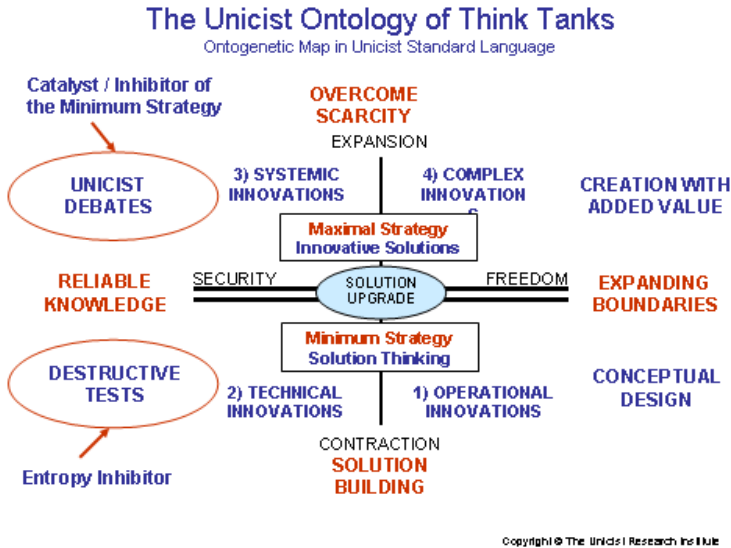 The Unicist Ontology of Think Tanks
Ontogenetic Map in Unicist Standard Language
Catalyst / Inhibitor of
the Minimum Strategy
OVERCOME
SCARCITY
EXPANSION
UNICIST
DEBATES
3) SYSTEMIC
INNOVATIONS
4) COMPLEX
INNOVATION
S
CREATION WITH
ADDED VALUE
Maximal Strategy
Innovative Solutions
RELIABLE
KNOWLEDGE
SECURITY
SOLUTION
UPGRADE
FREEDOM
EXPANDING
BOUNDARIES
Minimum Strategy
Solution Thinking
DESTRUCTIVE
TESTS
2) TECHNICAL
INNOVATIONS
1) OPERATIONAL
INNOVATIONS
CONCEPTUAL
DESIGN
CONTRACTION
SOLUTION
BUILDING
Entropy Inhibitor
Copyright © The Unicist Research Institute